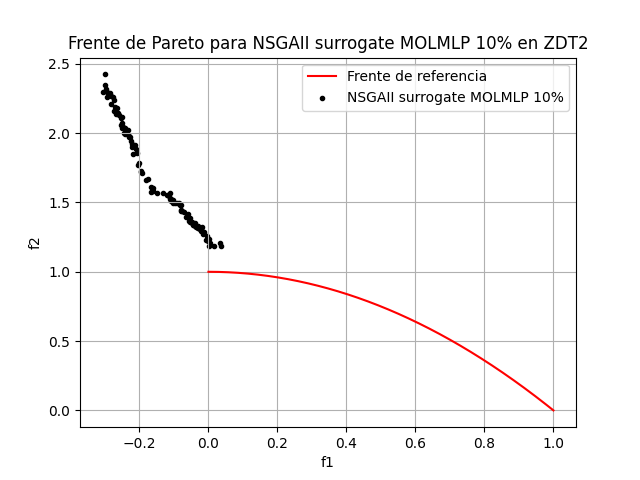 Frente de Pareto para NSGAII surrogate MOLMLP 10% en ZDT2
Frente de referencia
NSGAII surrogate MOLMLP 10%
f2
2.5
2.0
1.5
1.0
0.5
0.0
−0.2 0.0 0.2 0.4 0.6 0.8 1.0
f1